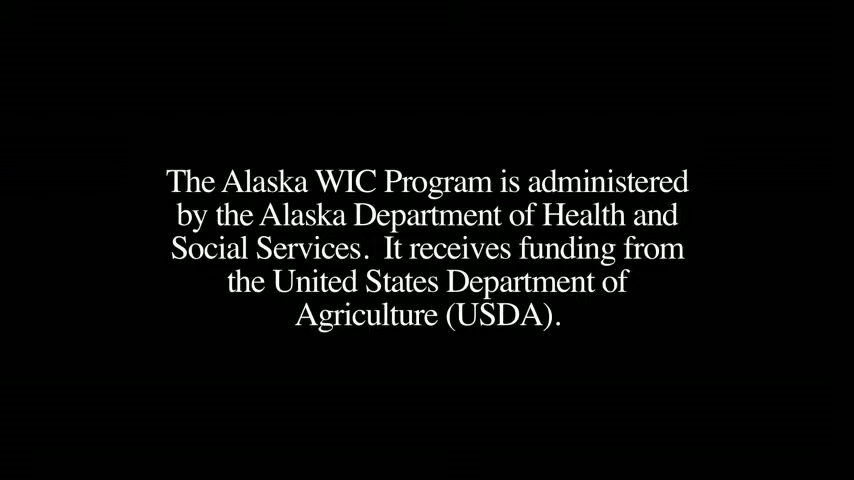 The Alaska WIC Program is administered
by the Alaska Department of Health and
Social Services.  It receives funding from
the United States Department of
Agriculture (USDA).